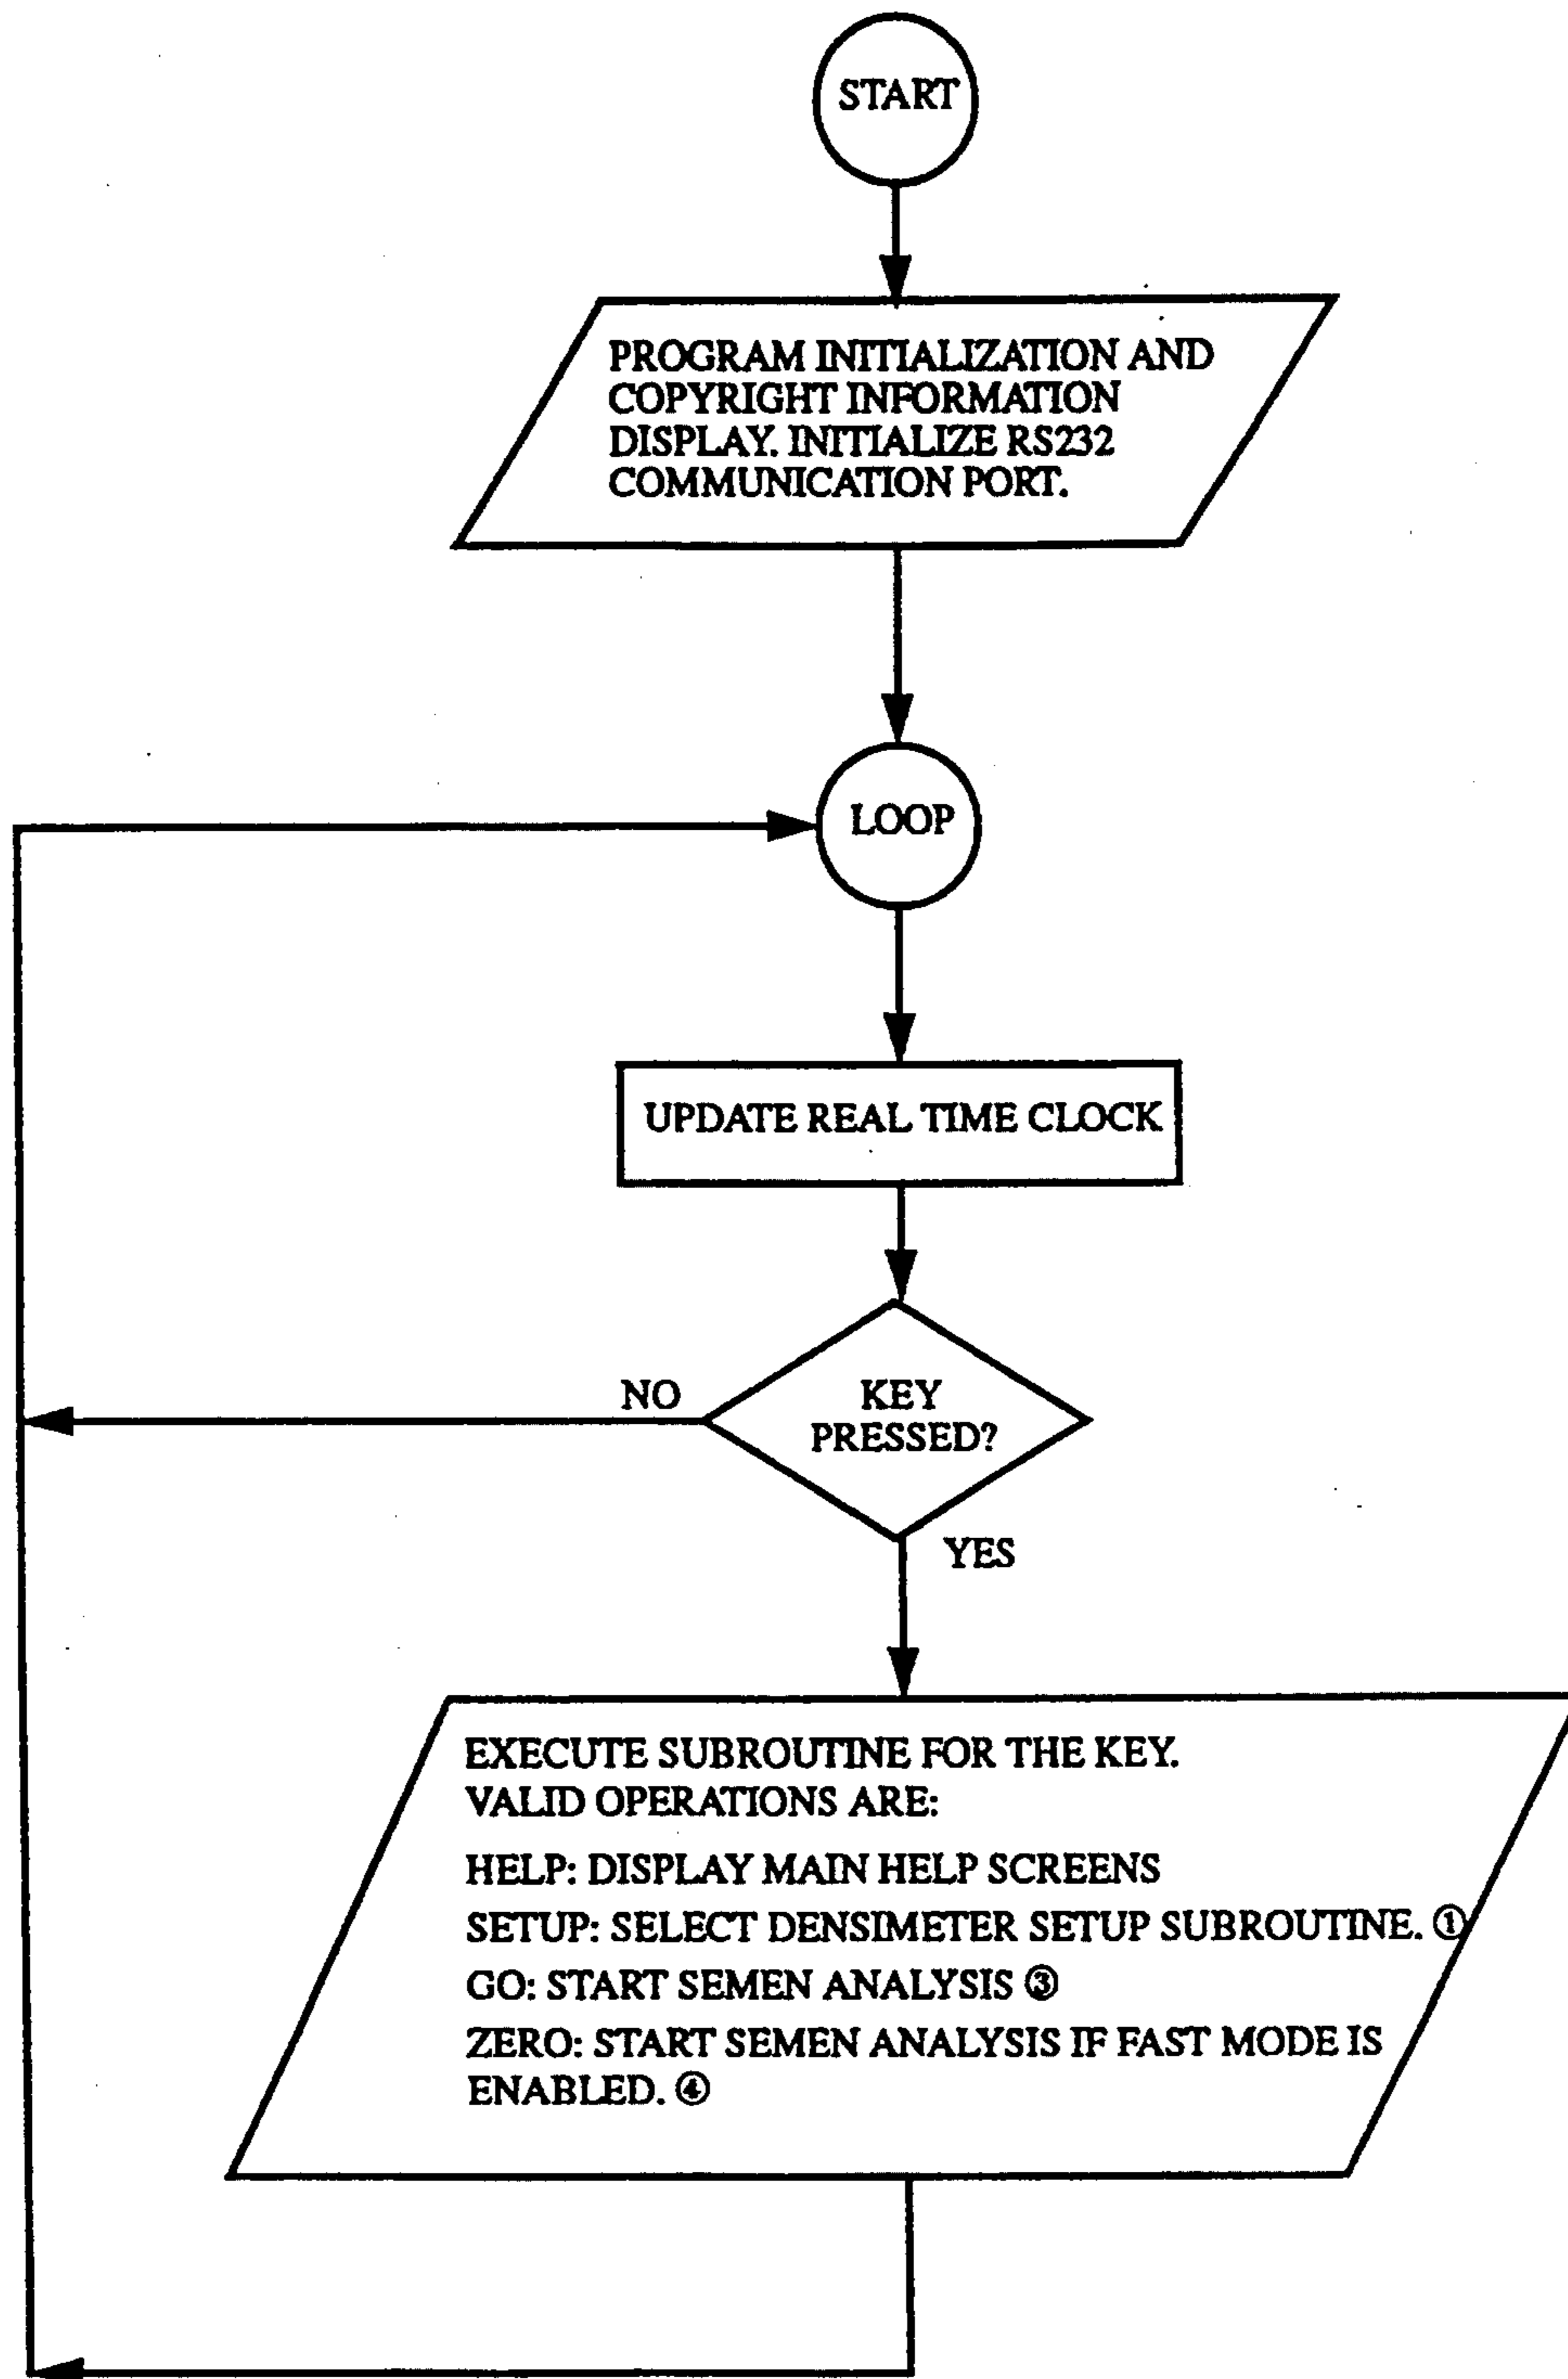 START
PROGRAM INITIALIZATION AND
COPYRIGHT INFORMATION
DISPLAY. INITIALIZE RS232
COMMUNICATION PORT.
LOOP
UPDATE REAL TIME CLOCK
NO
KEY
PRESSED?
YES
EXECUTE SUBROUTINE FOR THE KEY.
VALID OPERATIONS ARE:
HELP: DISPLAY MAIN HELP SCREENS
SETUP: SELECT DENSIMETER SETUP SUBROUTINE. ①
GO: START SEMEN ANALYSIS ③
ZERO: START SEMEN ANALYSIS IF FAST MODE IS
ENABLED. ④